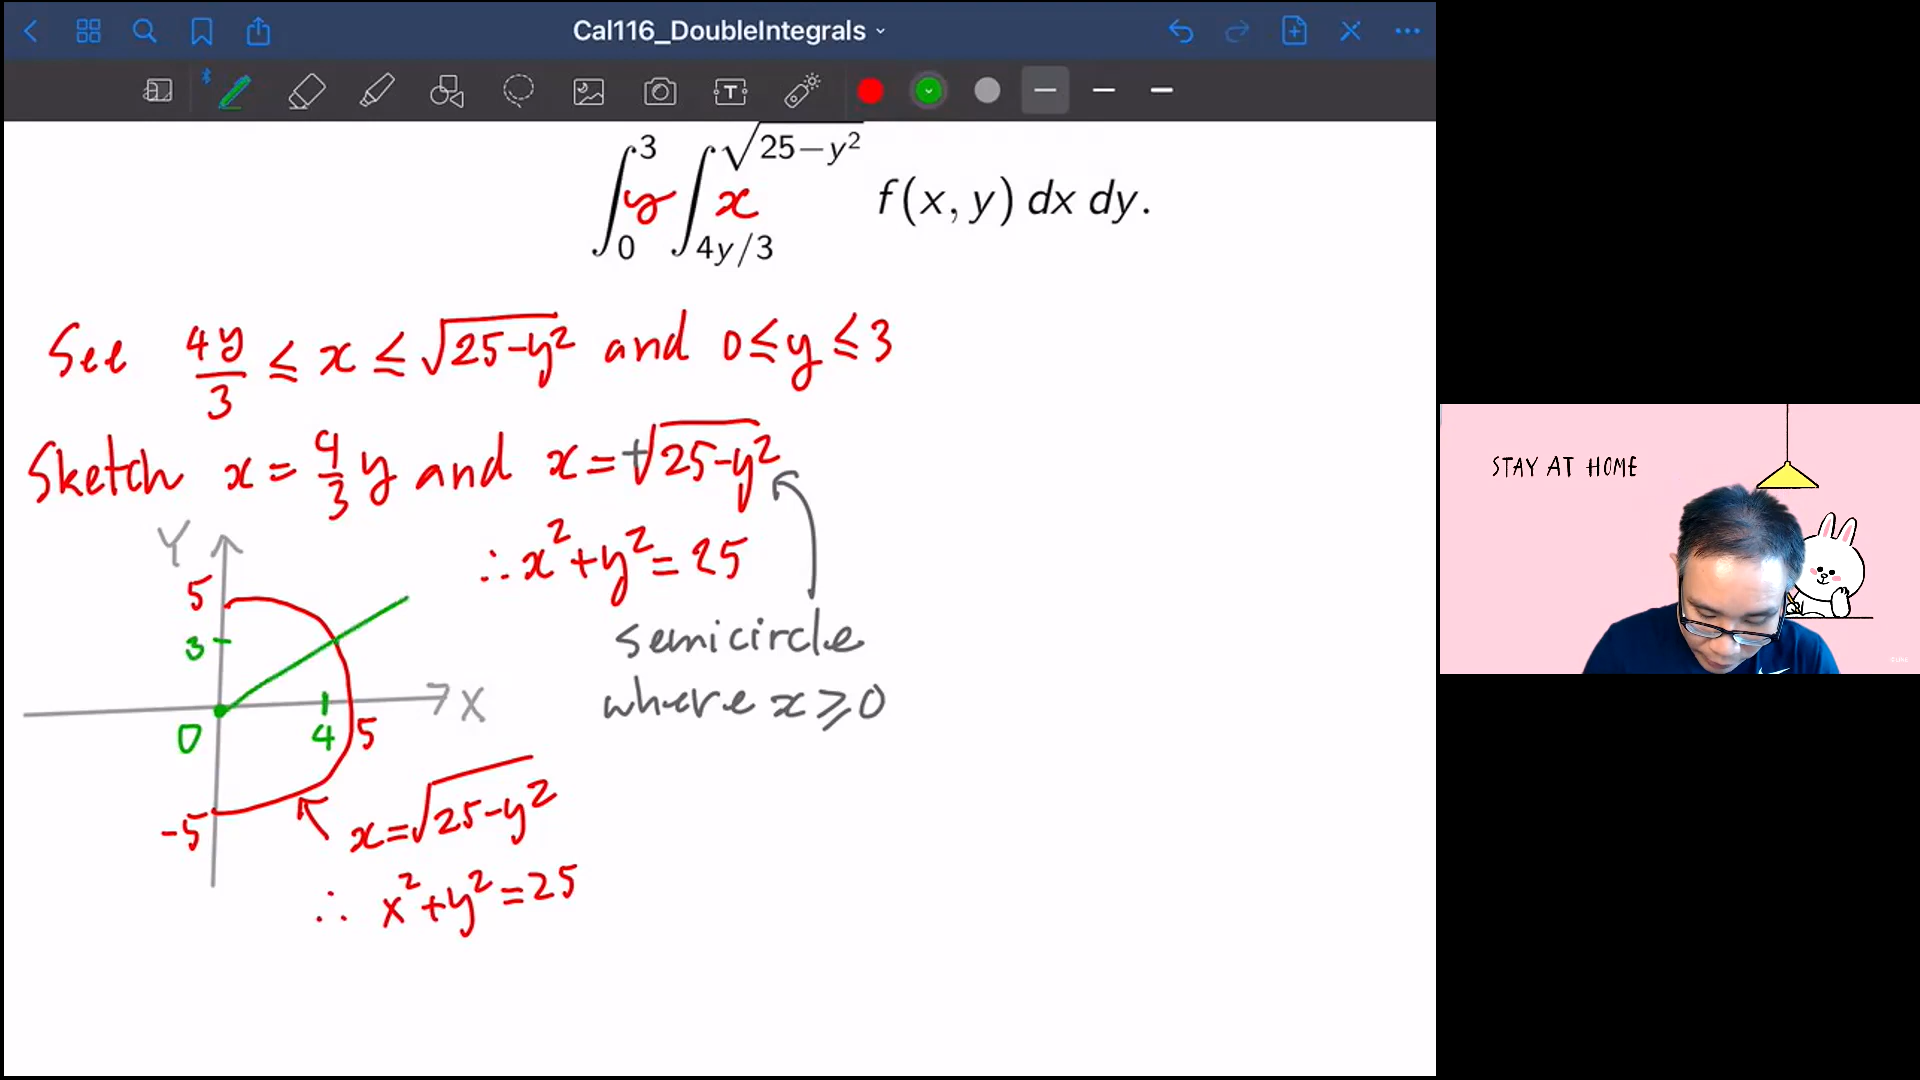 Cal116_DoubleIntegrals
T
∫₀³ y ∫_{4y/3}^{√(25−y²)} x f(x, y) dx dy.
See 4y/3 ≤ x ≤ √(25-y²) and 0 ≤ y ≤ 3
Sketch x = 4/3 y and x = +√(25-y²)
∴ x² + y² = 25
semicircle
where x ⩾ 0
Y
5
3
X
0
4
5
-5
x = √(25-y²)
∴ x² + y² = 25
STAY AT HOME